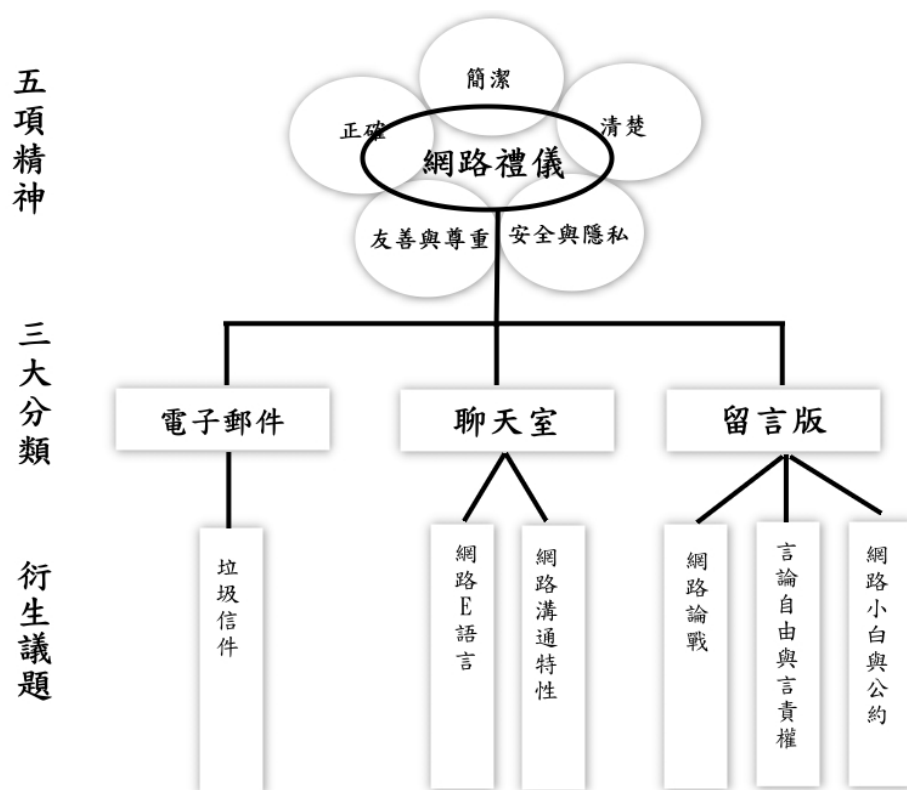 五項精神
簡潔
正確
清楚
網路禮儀
友善與尊重
安全與隱私
三大分類
電子郵件
聊天室
留言版
衍生議題
垃圾信件
網路E語言
網路溝通特性
網路論戰
言論自由與言責權
網路小白與公約